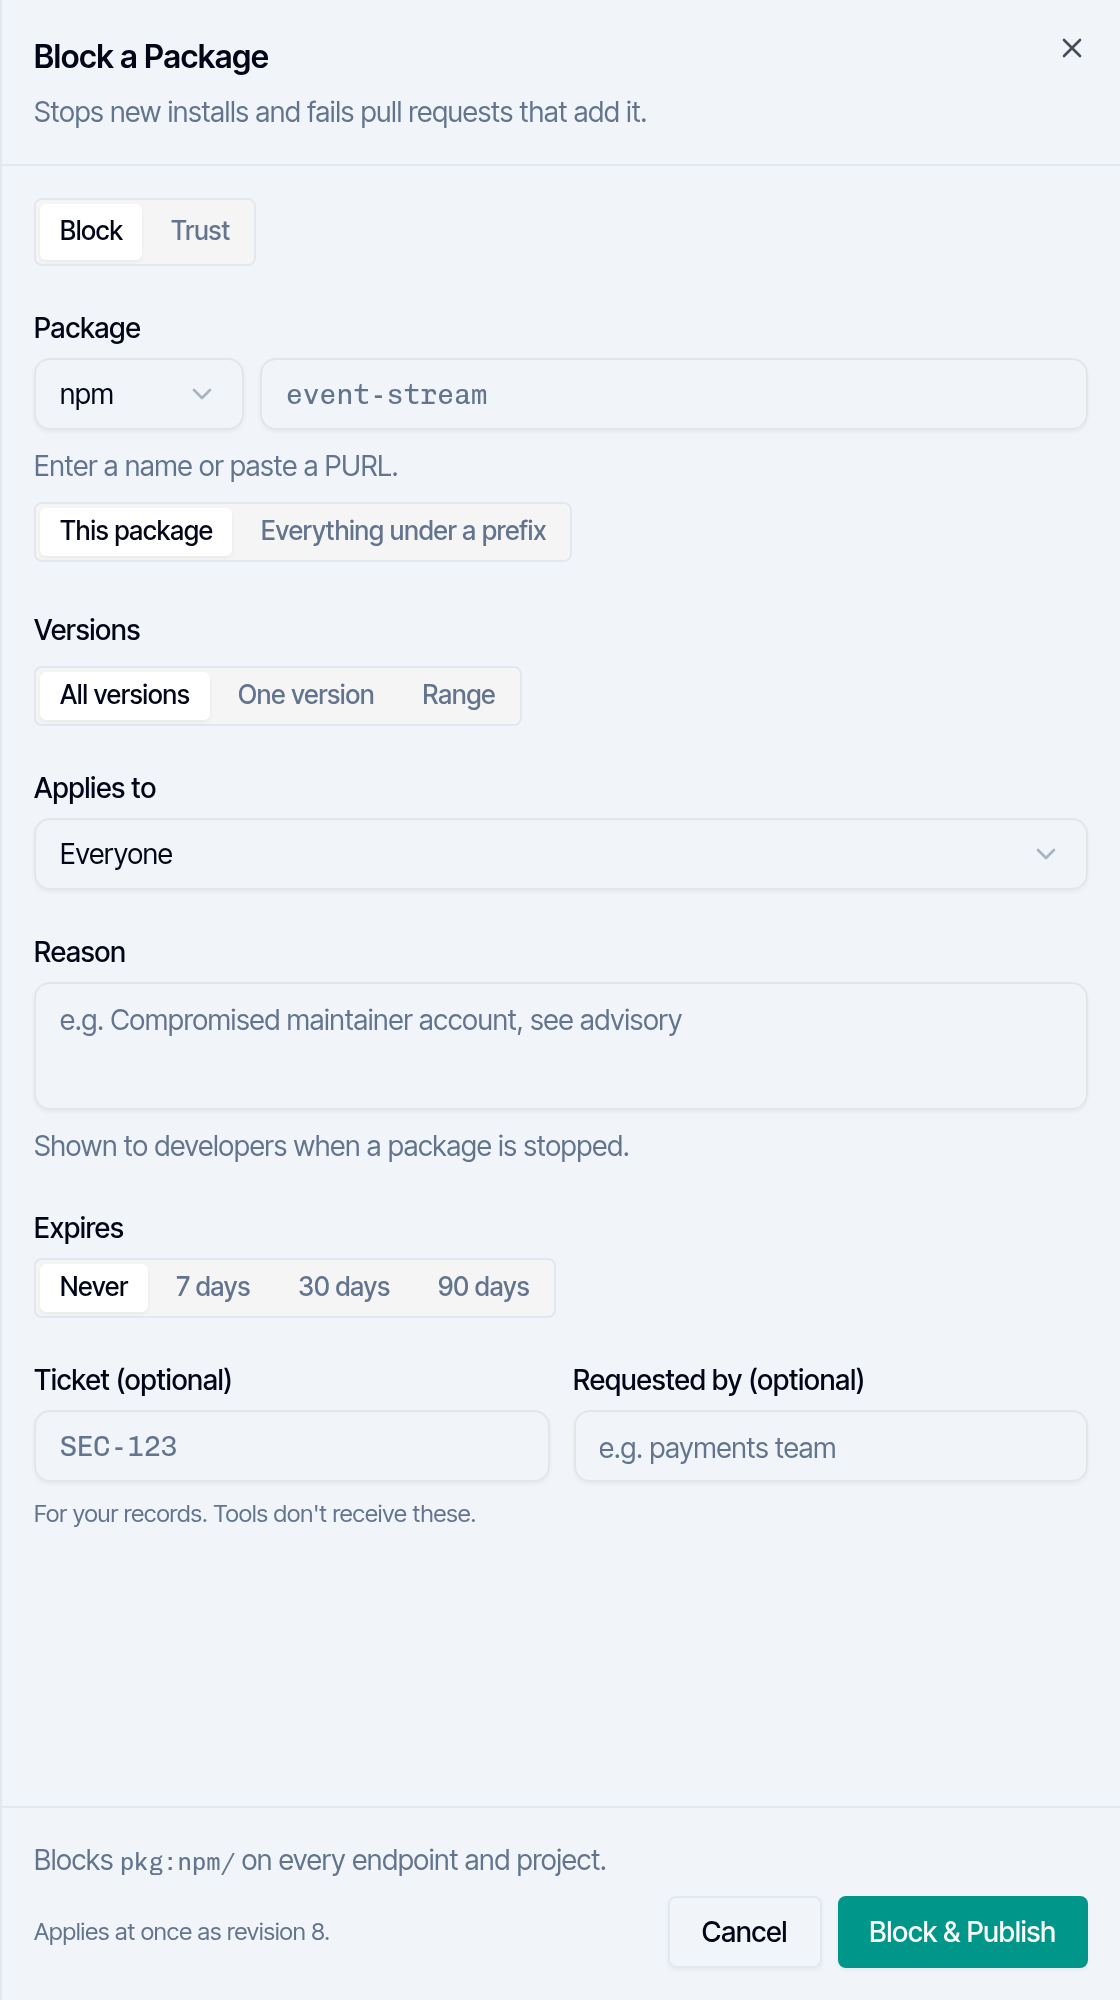 Block a Package
Stops new installs and fails pull requests that add it.
Block Trust
Package
npm event-stream
Enter a name or paste a PURL.
This package Everything under a prefix
Versions
All versions One version Range
Applies to
Everyone
Reason
e.g. Compromised maintainer account, see advisory
Shown to developers when a package is stopped.
Expires
Never 7 days 30 days 90 days
Ticket (optional) Requested by (optional)
SEC-123 e.g. payments team
For your records. Tools don't receive these.
Blocks pkg:npm/ on every endpoint and project.
Applies at once as revision 8. Cancel Block & Publish